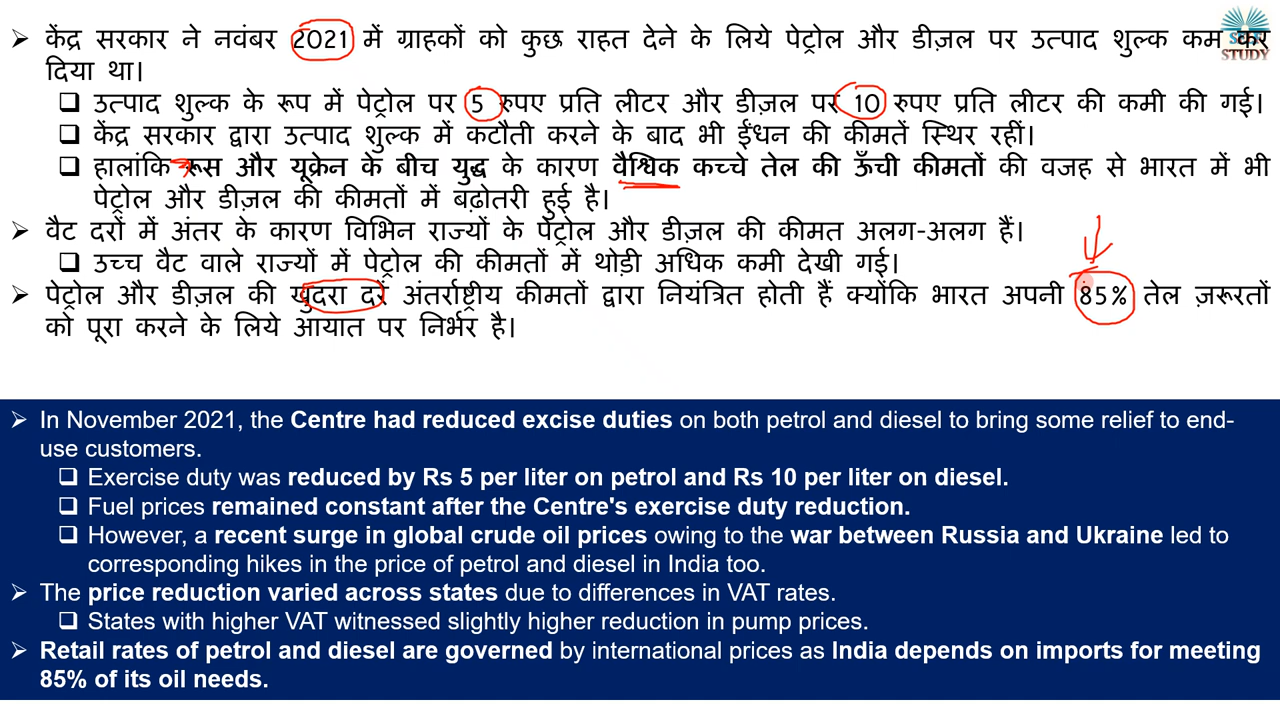 ➢ केंद्र सरकार ने नवंबर 2021 में ग्राहकों को कुछ राहत देने के लिये पेट्रोल और डीज़ल पर उत्पाद शुल्क कम कर
दिया था।
❑ उत्पाद शुल्क के रूप में पेट्रोल पर 5 रुपए प्रति लीटर और डीज़ल पर 10 रुपए प्रति लीटर की कमी की गई।
❑ केंद्र सरकार द्वारा उत्पाद शुल्क में कटौती करने के बाद भी ईंधन की कीमतें स्थिर रहीं।
❑ हालांकि रूस और यूक्रेन के बीच युद्ध के कारण वैश्विक कच्चे तेल की ऊँची कीमतों की वजह से भारत में भी
पेट्रोल और डीज़ल की कीमतों में बढ़ोतरी हुई है।
➢ वैट दरों में अंतर के कारण विभिन राज्यों के पेट्रोल और डीज़ल की कीमत अलग-अलग हैं।
❑ उच्च वैट वाले राज्यों में पेट्रोल की कीमतों में थोड़ी अधिक कमी देखी गई।
➢ पेट्रोल और डीज़ल की खुदरा दरें अंतर्राष्ट्रीय कीमतों द्वारा नियंत्रित होती हैं क्योंकि भारत अपनी 85% तेल ज़रूरतों
को पूरा करने के लिये आयात पर निर्भर है।
STUDY
➢ In November 2021, the Centre had reduced excise duties on both petrol and diesel to bring some relief to end-
use customers.
❑ Exercise duty was reduced by Rs 5 per liter on petrol and Rs 10 per liter on diesel.
❑ Fuel prices remained constant after the Centre's exercise duty reduction.
❑ However, a recent surge in global crude oil prices owing to the war between Russia and Ukraine led to
corresponding hikes in the price of petrol and diesel in India too.
➢ The price reduction varied across states due to differences in VAT rates.
❑ States with higher VAT witnessed slightly higher reduction in pump prices.
➢ Retail rates of petrol and diesel are governed by international prices as India depends on imports for meeting
85% of its oil needs.